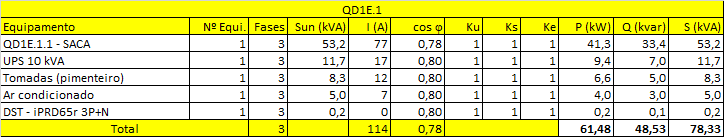 QD1E.1
Equipamento Nº Equi. Fases Sun (kVA) I (A) cos φ Ku Ks Ke P (kW) Q (kvar) S (kVA)
QD1E.1.1 - SACA 1 3 53,2 77 0,78 1 1 1 41,3 33,4 53,2
UPS 10 kVA 1 3 11,7 17 0,80 1 1 1 9,4 7,0 11,7
Tomadas (pimenteiro) 1 3 8,3 12 0,80 1 1 1 6,6 5,0 8,3
Ar condicionado 1 3 5,0 7 0,80 1 1 1 4,0 3,0 5,0
DST - iPRD65r 3P+N 1 3 0,2 0 0,80 1 1 1 0,2 0,1 0,2
Total 3 114 0,78 61,48 48,53 78,33